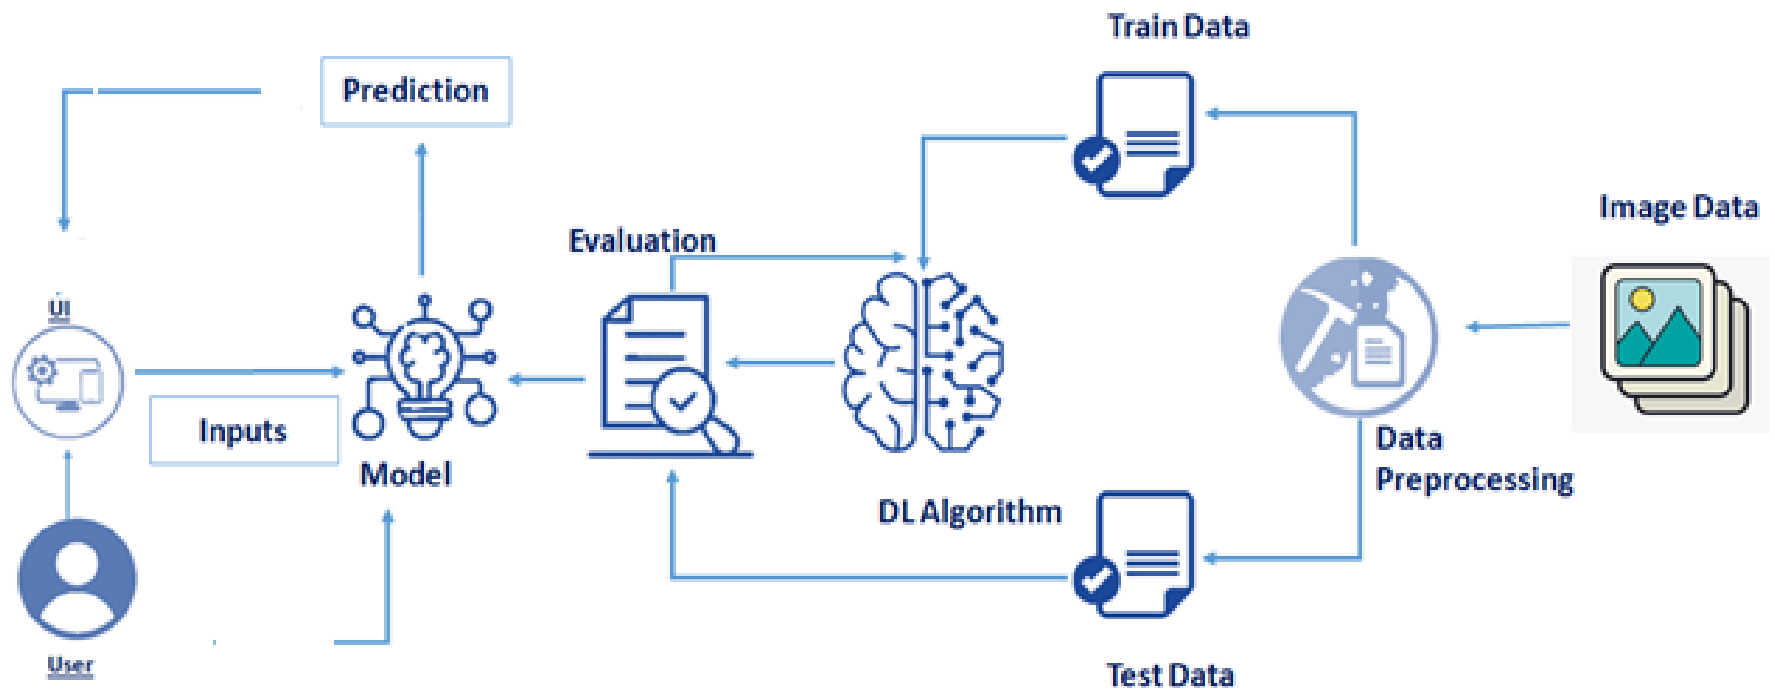 Train Data
Prediction
Image Data
Evaluation
UI
Inputs
Data
Preprocessing
Model
DL Algorithm
User
Test Data